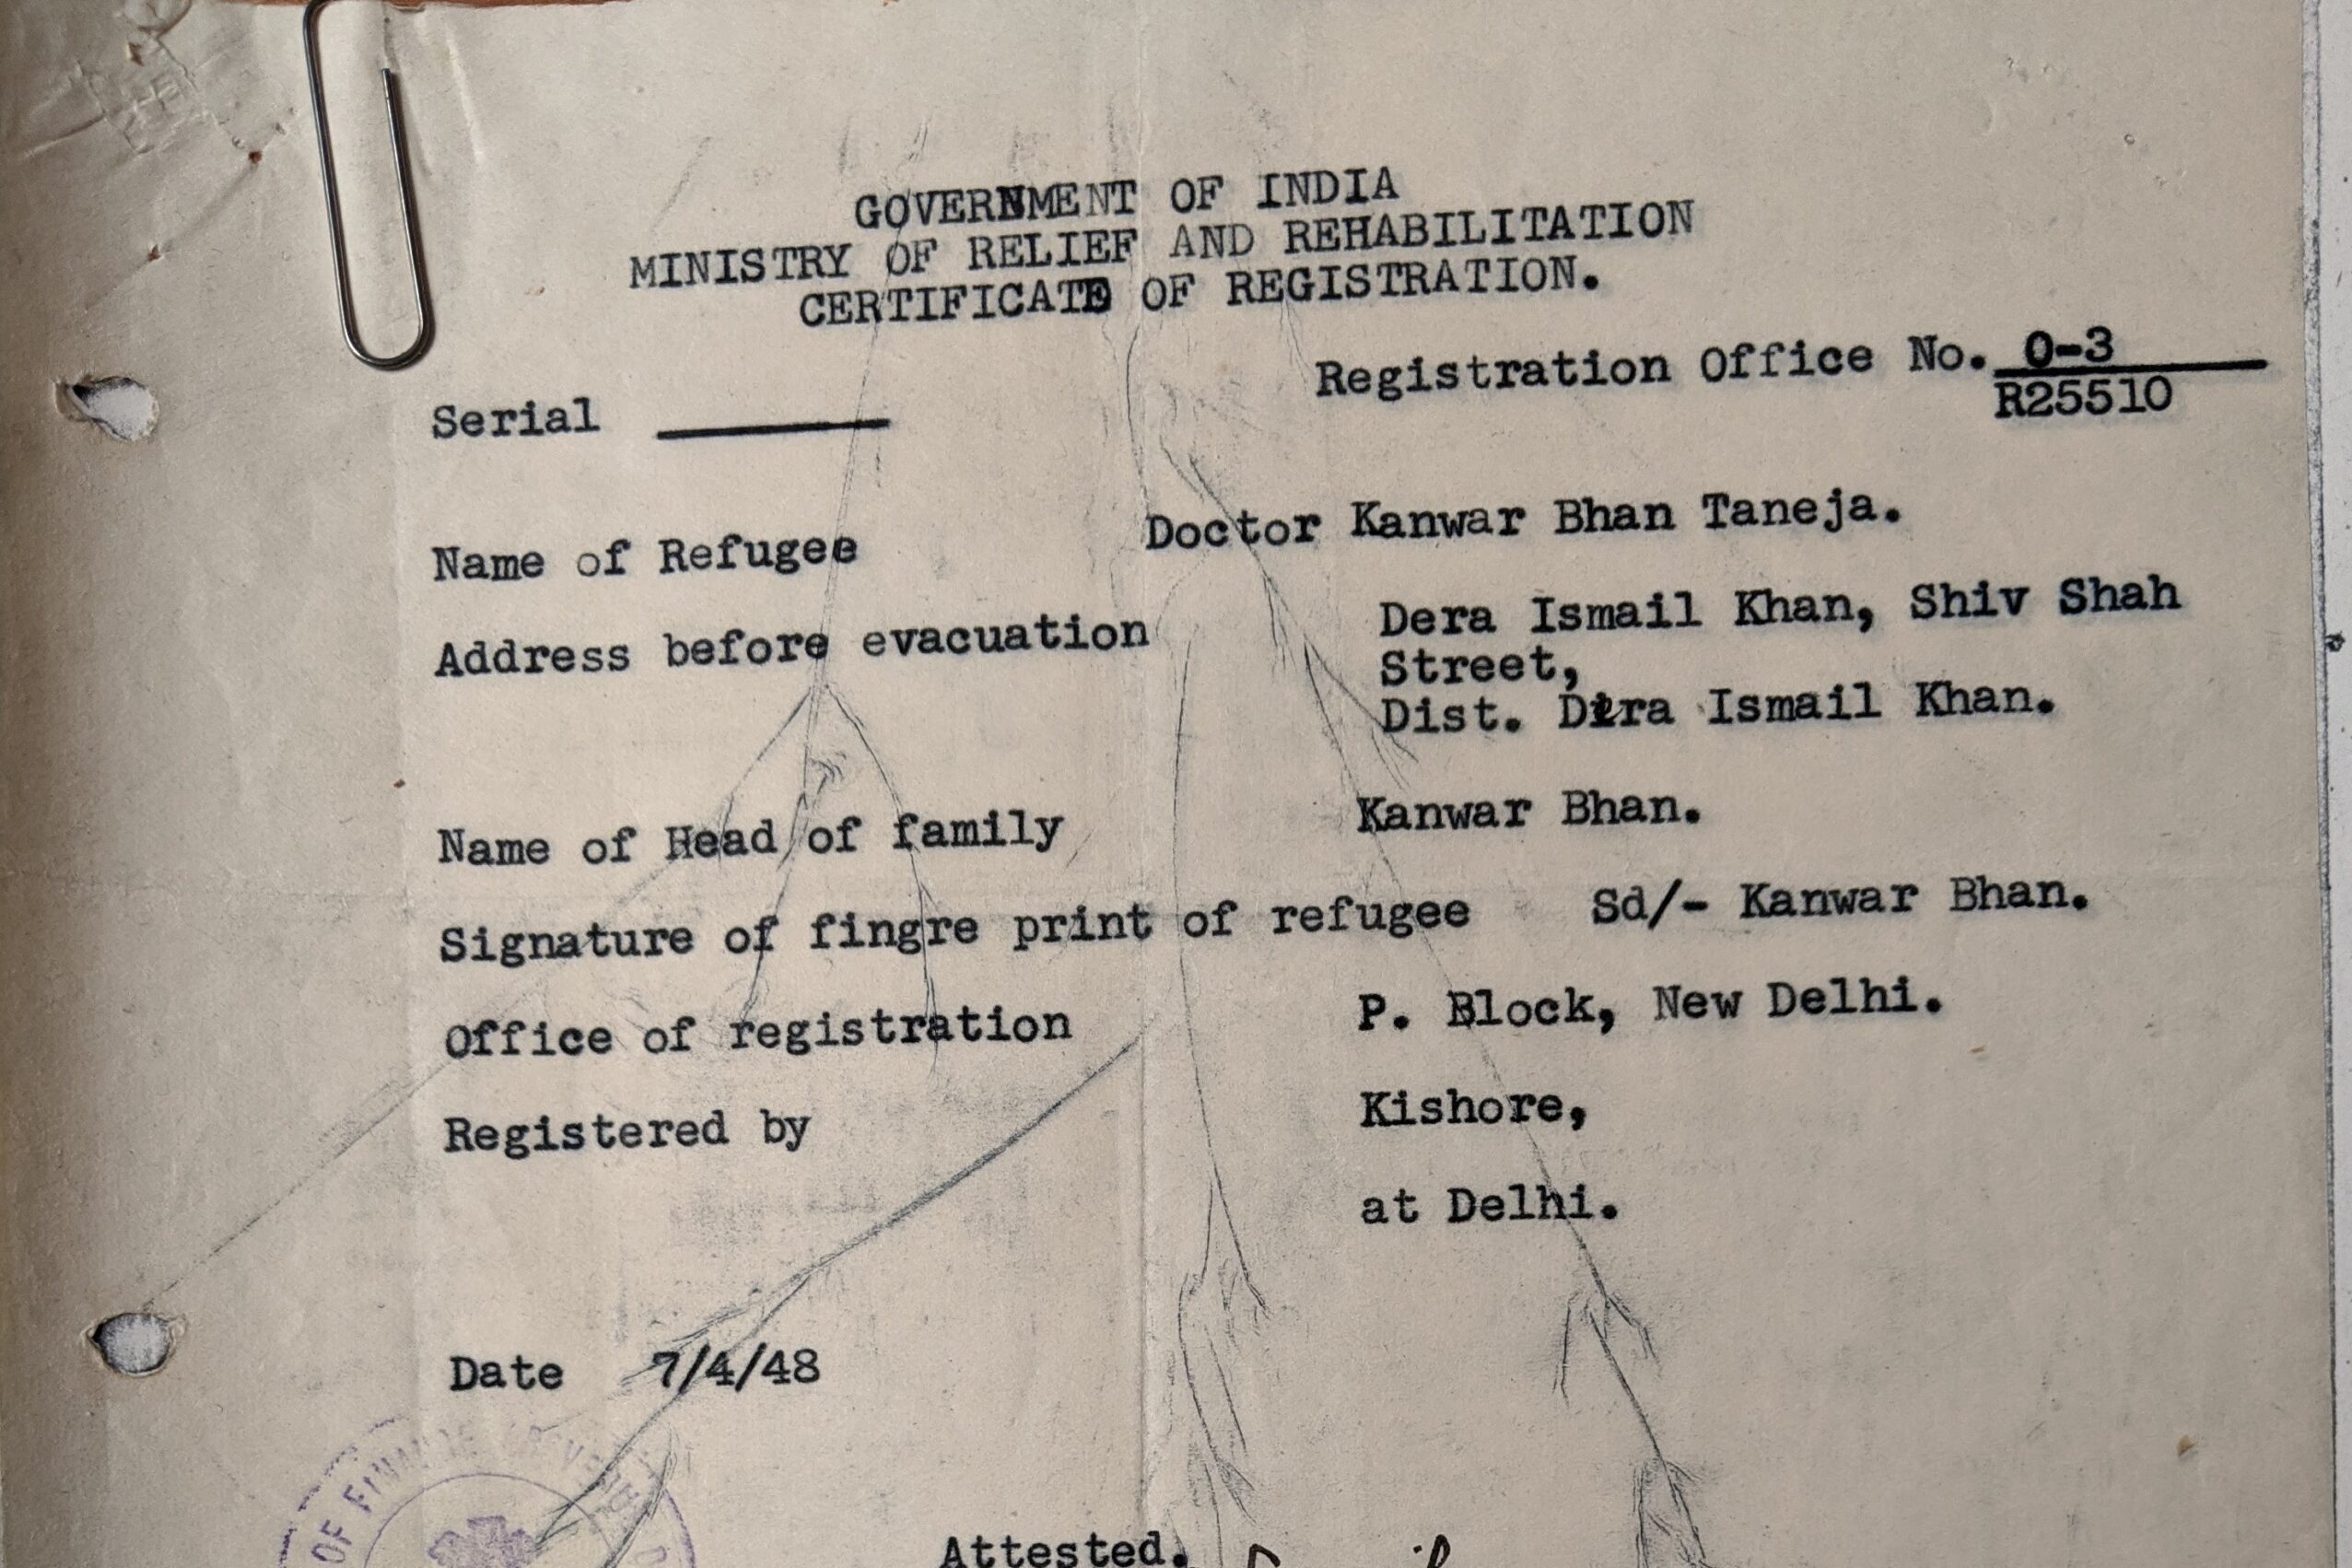 GOVERNMENT OF INDIA
MINISTRY OF RELIEF AND REHABILITATION
CERTIFICATE OF REGISTRATION.
Registration Office No. 0-3
R25510
Serial
Name of Refugee Doctor Kanwar Bhan Taneja.
Address before evacuation Dera Ismail Khan, Shiv Shah
Street,
Dist. Dera Ismail Khan.
Name of Head of family Kanwar Bhan.
Signature of fingre print of refugee Sd/- Kanwar Bhan.
Office of registration P. Block, New Delhi.
Registered by Kishore,
at Delhi.
Date 7/4/48
OF FINANCE
Attested.